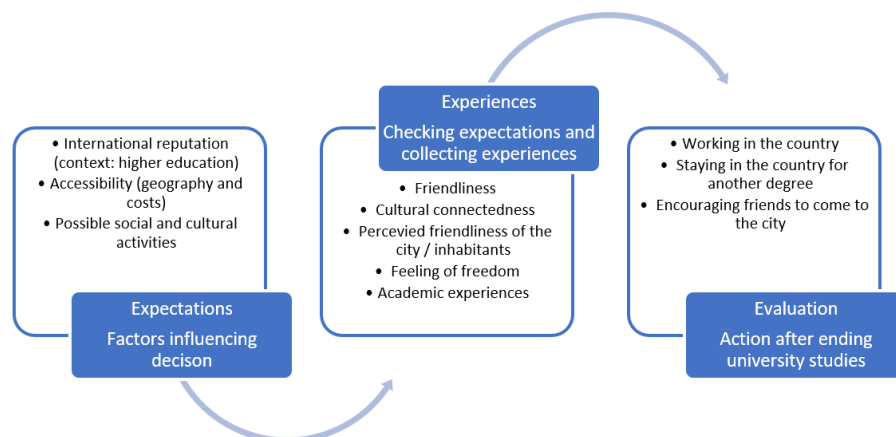 • International reputation
(context: higher education)
• Accessibility (geography and
costs)
• Possible social and cultural
activities
Expectations
Factors influencing
decison
Experiences
Checking expectations and
collecting experiences
• Friendliness
• Cultural connectedness
• Percevied friendliness of the
city / inhabitants
• Feeling of freedom
• Academic experiences
• Working in the country
• Staying in the country for
another degree
• Encouraging friends to come to
the city
Evaluation
Action after ending
university studies